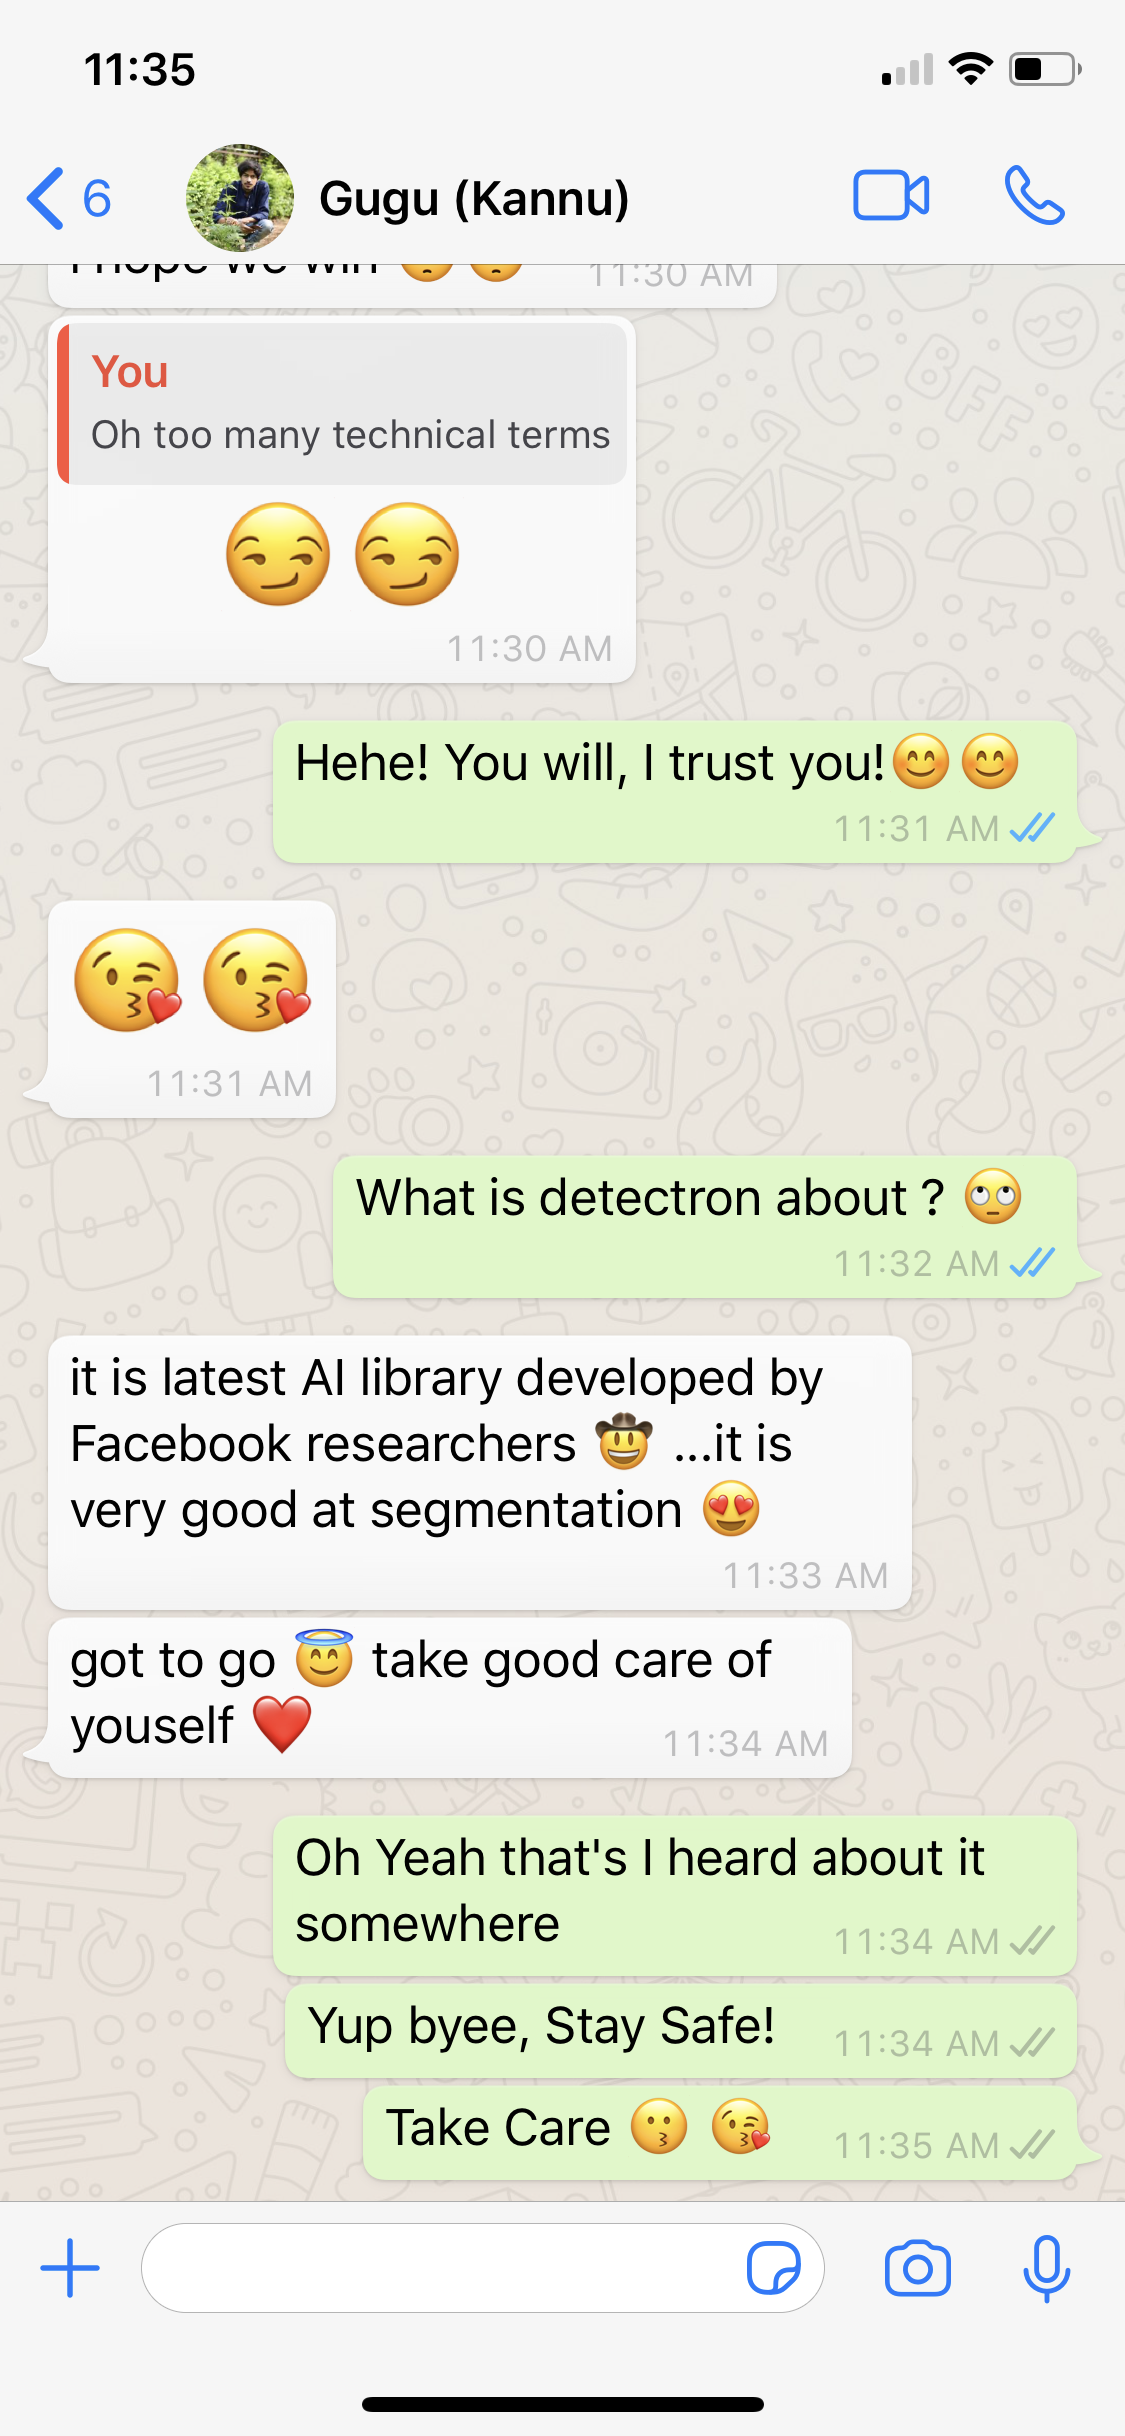 11:35
6
Gugu (Kannu)
I hope we win 11:30 AM
You
Oh too many technical terms
😏 😏
11:30 AM
Hehe! You will, I trust you!😊 😊
11:31 AM
😘 😘
11:31 AM
What is detectron about ? 🙄
11:32 AM
it is latest AI library developed by
Facebook researchers 🤠 ...it is
very good at segmentation 😍
11:33 AM
got to go 😇 take good care of
youself ❤️ 11:34 AM
Oh Yeah that's I heard about it
somewhere 11:34 AM
Yup byee, Stay Safe! 11:34 AM
Take Care 😗 😘 11:35 AM